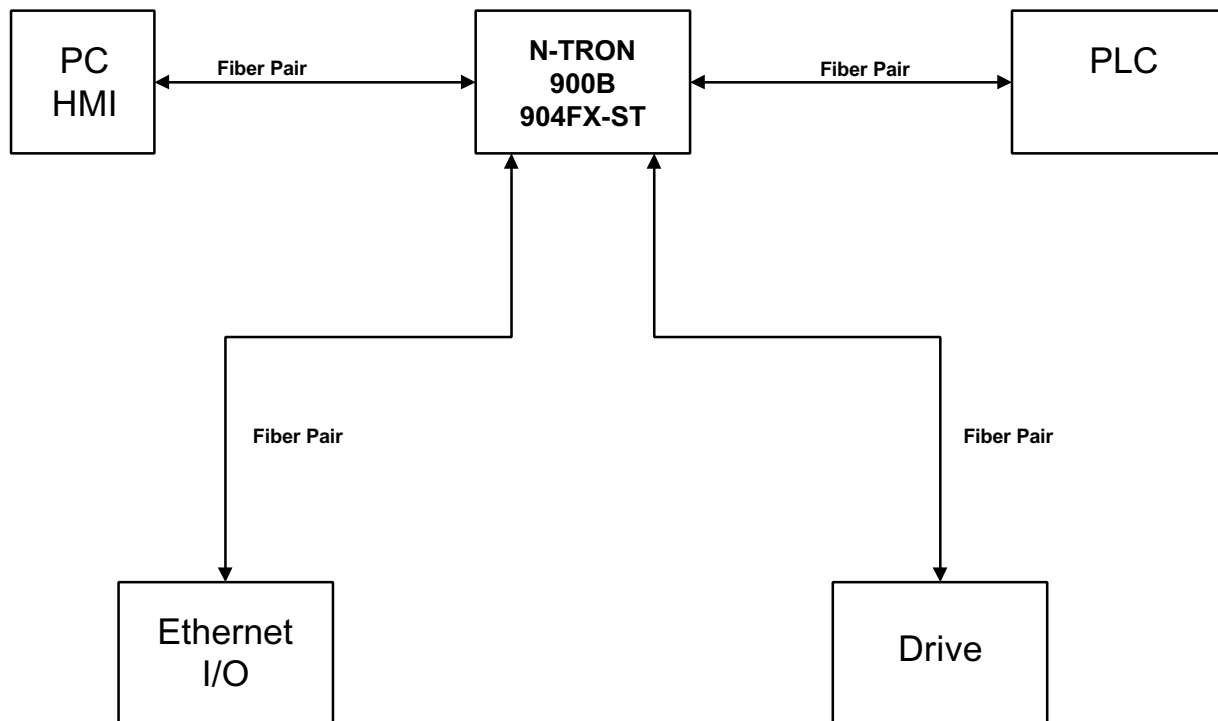 PC
HMI
Fiber Pair
N-TRON
900B
904FX-ST
Fiber Pair
PLC
Fiber Pair
Fiber Pair
Ethernet
I/O
Drive